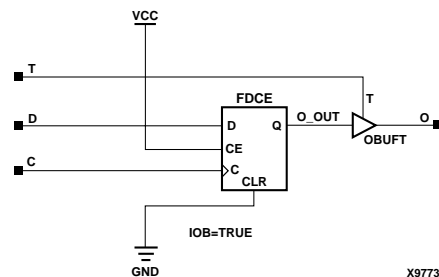 VCC
T
FDCE
T
D
D
Q
O_OUT
O
CE
OBUFT
C
C
CLR
IOB=TRUE
GND
X9773